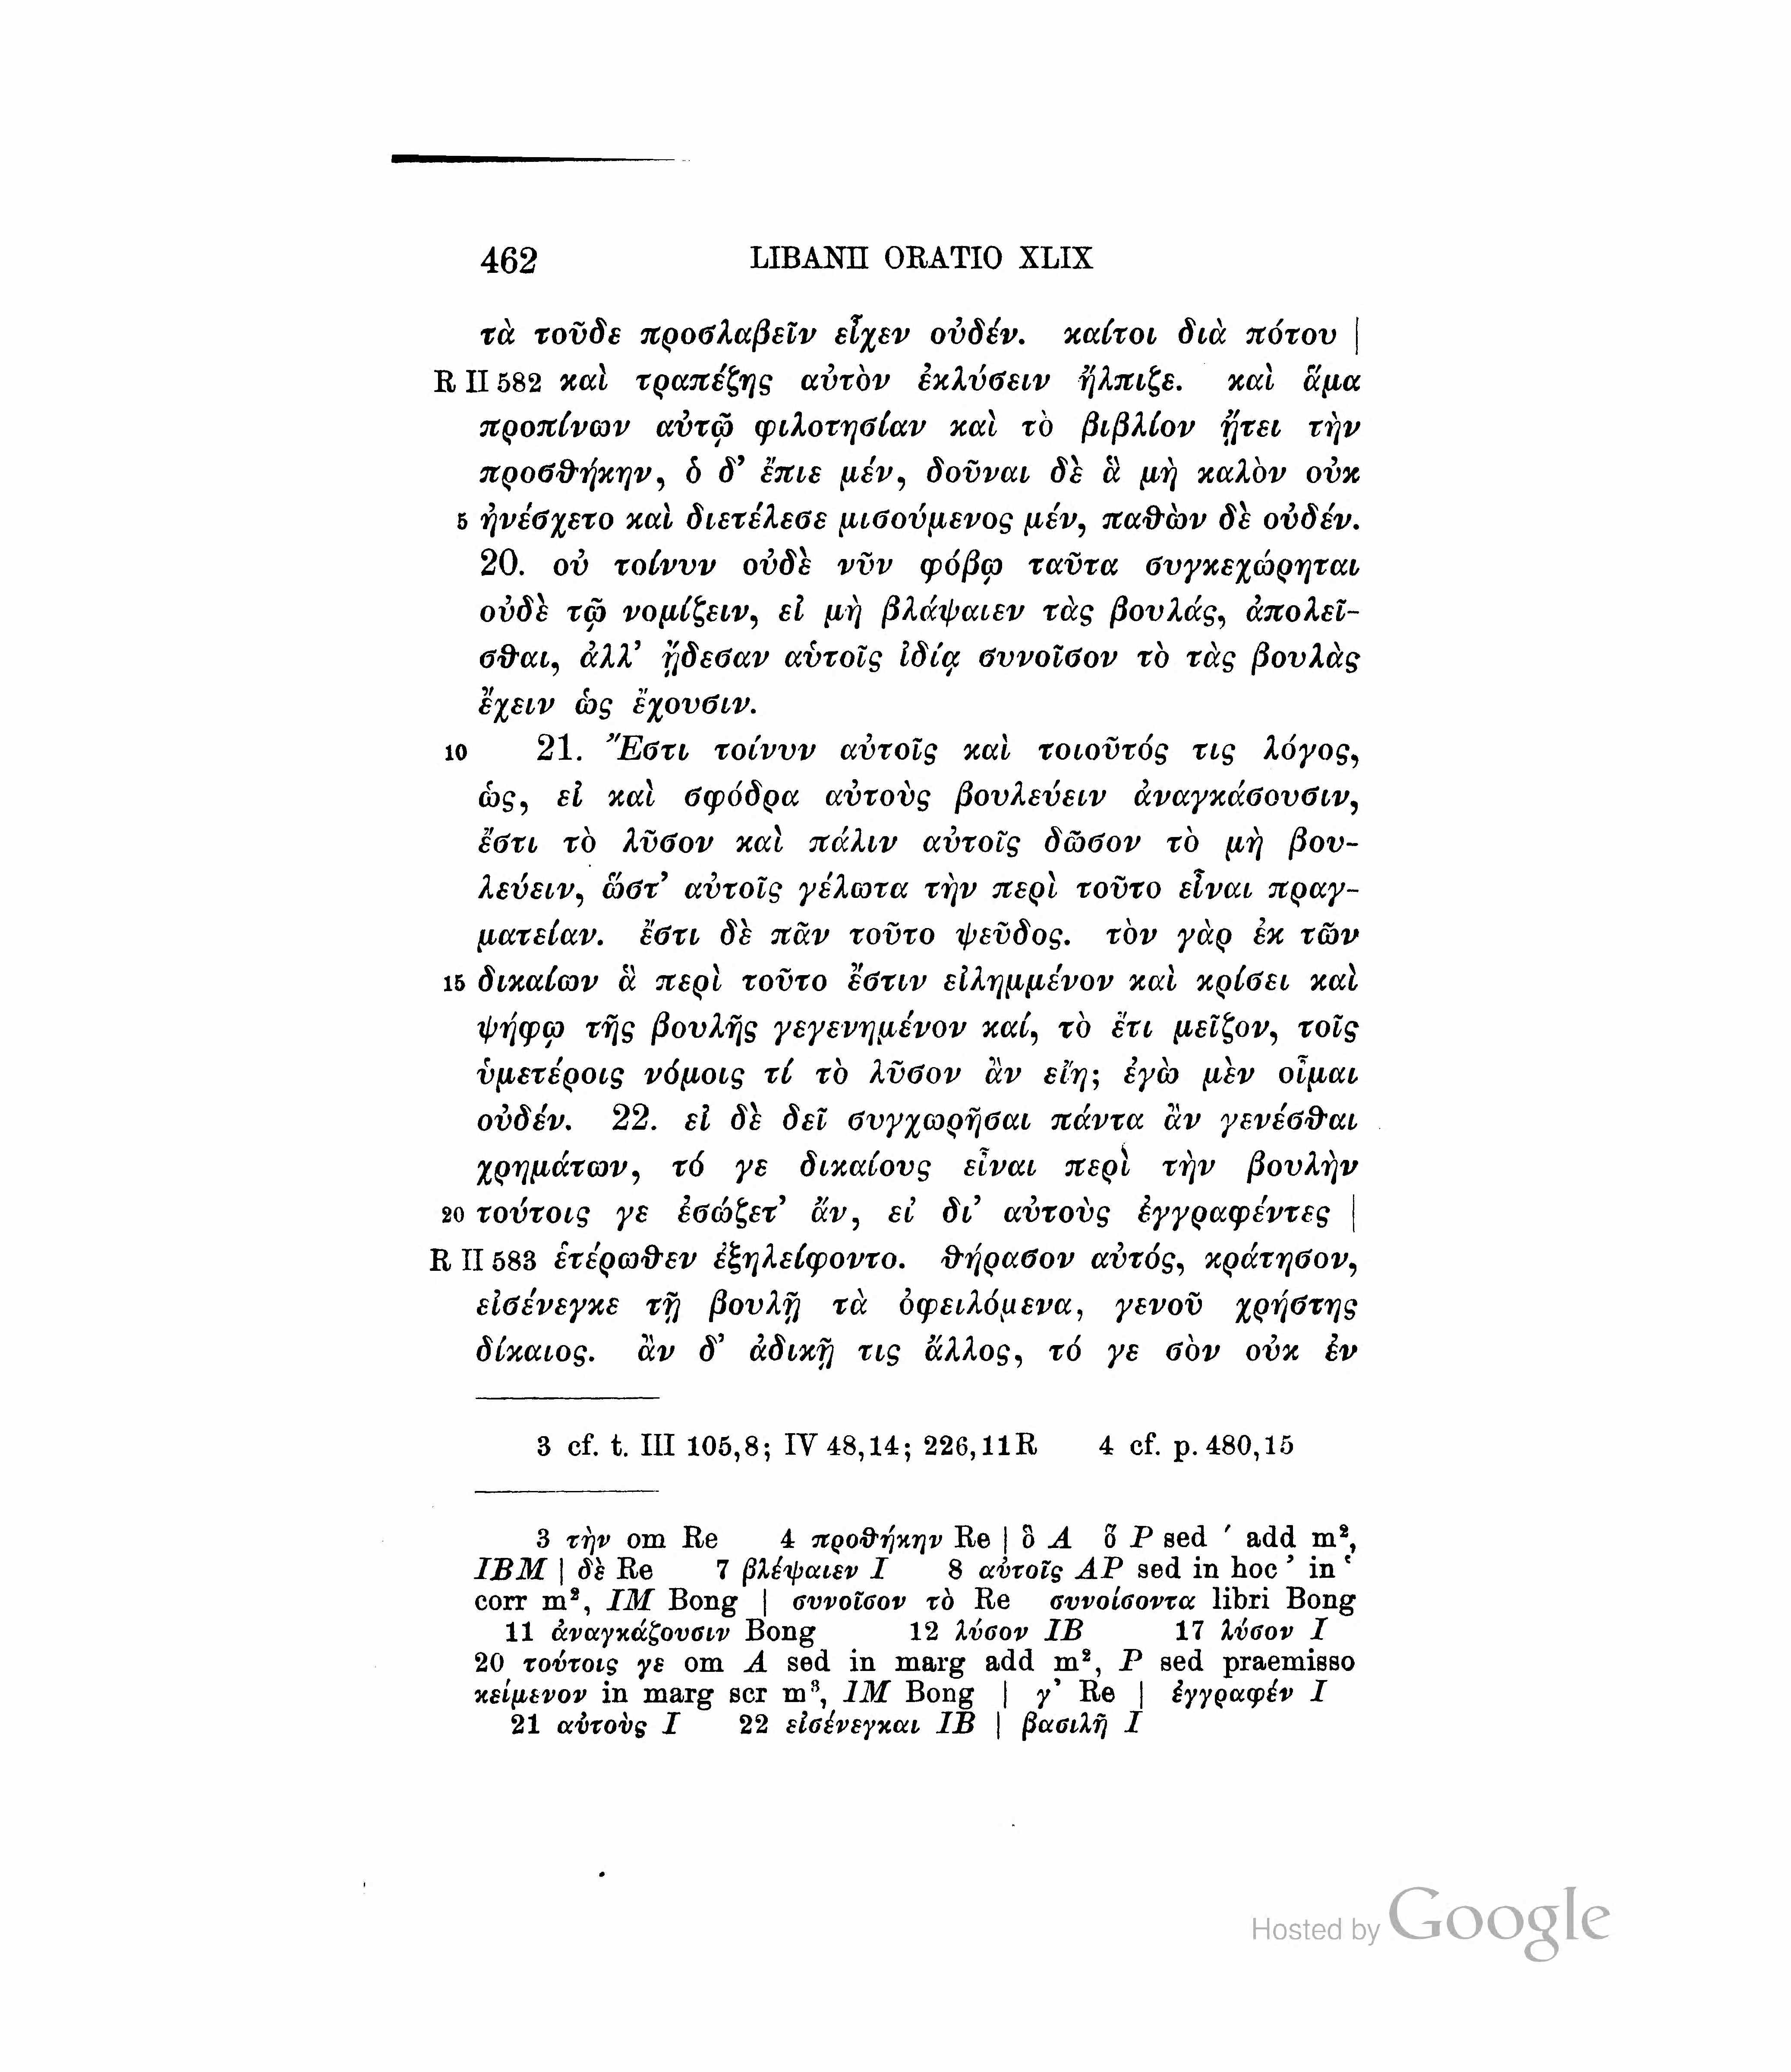 462 LIBANII ORATIO XLIX
τὰ τοῦδε προσλαβεῖν εἶχεν οὐδέν. καίτοι διὰ πότου |
R II 582 καὶ τραπέζης αὐτὸν ἐκλύσειν ἤλπιζε. καὶ ἅμα
προπίνων αὐτῷ φιλοτησίαν καὶ τὸ βιβλίον ᾔτει τὴν
προσθήκην, ὁ δ’ ἔπιε μέν, δοῦναι δὲ ἃ μὴ καλὸν οὐκ
5 ἠνέσχετο καὶ διετέλεσε μισούμενος μέν, παθὼν δὲ οὐδέν.
20. οὐ τοίνυν οὐδὲ νῦν φόβῳ ταῦτα συγκεχώρηται
οὐδὲ τῷ νομίζειν, εἰ μὴ βλάψαιεν τὰς βουλάς, ἀπολεῖ-
σθαι, ἀλλ’ ᾔδεσαν αὑτοῖς ἰδίᾳ συνοῖσον τὸ τὰς βουλὰς
ἔχειν ὡς ἔχουσιν.
10 21. Ἔστι τοίνυν αὐτοῖς καὶ τοιοῦτός τις λόγος,
ὡς, εἰ καὶ σφόδρα αὐτοὺς βουλεύειν ἀναγκάσουσιν,
ἔστι τὸ λῦσον καὶ πάλιν αὐτοῖς δῶσον τὸ μὴ βου-
λεύειν, ὥστ’ αὐτοῖς γέλωτα τὴν περὶ τοῦτο εἶναι πραγ-
ματείαν. ἔστι δὲ πᾶν τοῦτο ψεῦδος. τὸν γὰρ ἐκ τῶν
15 δικαίων ἃ περὶ τοῦτο ἔστιν εἰλημμένον καὶ κρίσει καὶ
ψήφῳ τῆς βουλῆς γεγενημένον καί, τὸ ἔτι μεῖζον, τοῖς
ὑμετέροις νόμοις τί τὸ λῦσον ἂν εἴη; ἐγὼ μὲν οἶμαι
οὐδέν. 22. εἰ δὲ δεῖ συγχωρῆσαι πάντα ἂν γενέσθαι
χρημάτων, τό γε δικαίους εἶναι περὶ τὴν βουλὴν
20 τούτοις γε ἐσώζετ’ ἄν, εἰ δι’ αὐτοὺς ἐγγραφέντες |
R II 583 ἑτέρωθεν ἐξηλείφοντο. θήρασον αὐτός, κράτησον,
εἰσένεγκε τῇ βουλῇ τὰ ὀφειλόμενα, γενοῦ χρήστης
δίκαιος. ἂν δ’ ἀδικῇ τις ἄλλος, τό γε σὸν οὐκ ἐν
3 cf. t. III 105,8; IV 48,14; 226,11R 4 cf. p. 480,15
3 τὴν om Re 4 προθήκην Re | ὃ A ὅ P sed ′ add m²,
IBM | δὲ Re 7 βλέψαιεν I 8 αὐτοῖς AP sed in hoc ’ in ‘
corr m², IM Bong | συνοῖσον τὸ Re συνοίσοντα libri Bong
11 ἀναγκάζουσιν Bong 12 λύσον IB 17 λύσον I
20 τούτοις γε om A sed in marg add m², P sed praemisso
κείμενον in marg scr m³, IM Bong | γ’ Re | ἐγγραφέν I
21 αὐτοὺς I 22 εἰσένεγκαι IB | βασιλῆ I
Hosted by Google